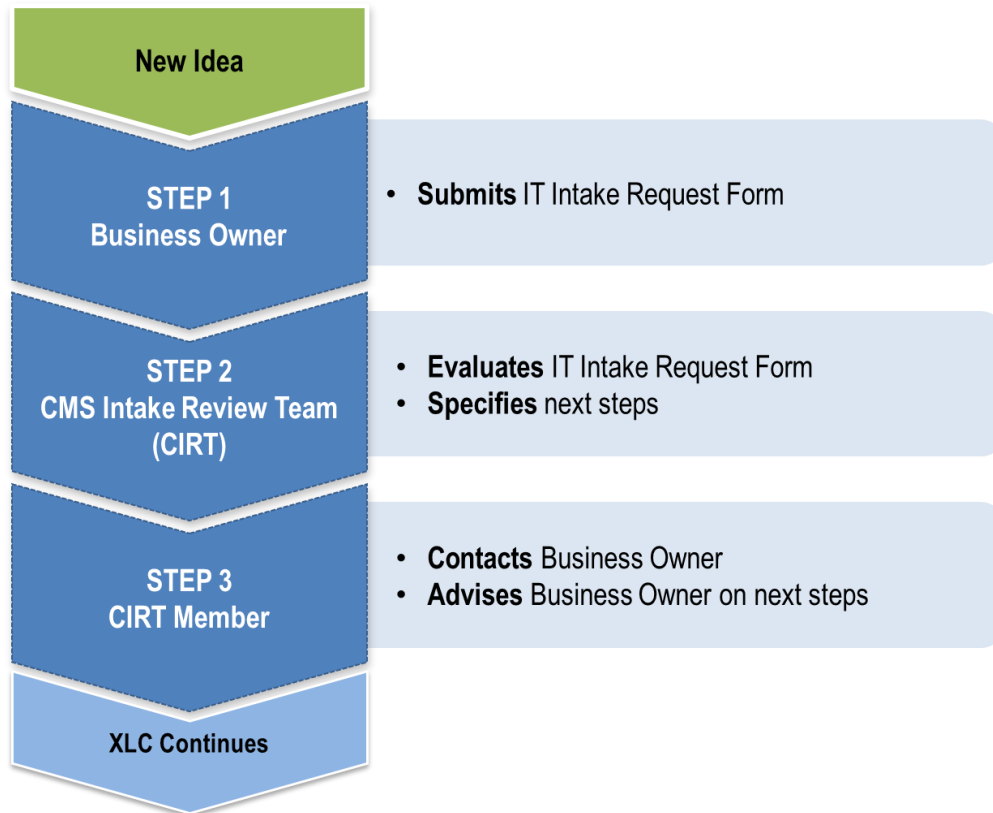 New Idea
STEP 1
Business Owner
• Submits IT Intake Request Form
STEP 2
CMS Intake Review Team
(CIRT)
• Evaluates IT Intake Request Form
• Specifies next steps
STEP 3
CIRT Member
• Contacts Business Owner
• Advises Business Owner on next steps
XLC Continues